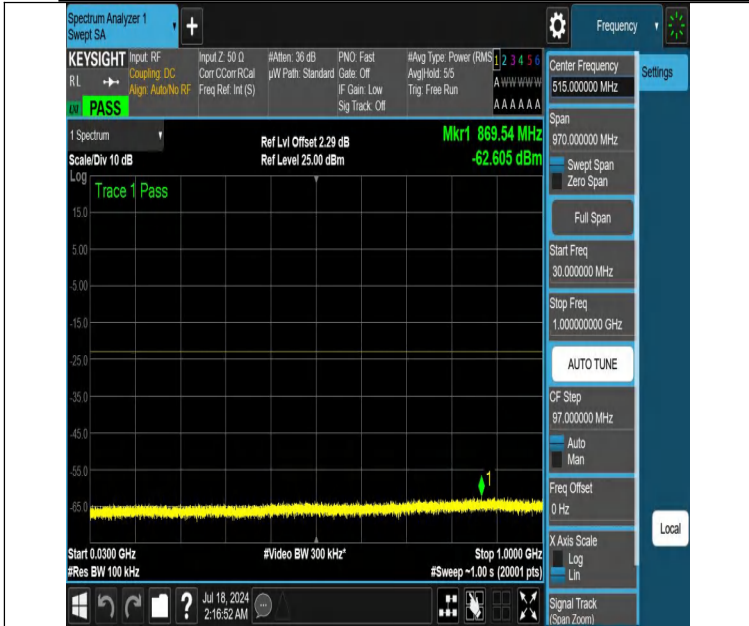 Spectrum Analyzer 1
Swept SA
Frequency
KEYSIGHT
RL
LXI
PASS
Input: RF
Coupling: DC
Align: Auto/No RF
Input Z: 50 Ω
Corr CCorr RCal
Freq Ref: Int (S)
#Atten: 36 dB
µW Path: Standard
PNO: Fast
Gate: Off
IF Gain: Low
Sig Track: Off
#Avg Type: Power (RMS
Avg|Hold: 5/5
Trig: Free Run
1 2 3 4 5 6
A W W W W W
A A A A A A
Center Frequency
515.000000 MHz
Settings
1 Spectrum
Scale/Div 10 dB
Ref Lvl Offset 2.29 dB
Ref Level 25.00 dBm
Mkr1 869.54 MHz
-62.605 dBm
Log
Trace 1 Pass
15.0
5.00
-5.00
-15.0
-25.0
-35.0
-45.0
-55.0
-65.0
1
Start 0.0300 GHz
#Res BW 100 kHz
#Video BW 300 kHz*
Stop 1.0000 GHz
#Sweep ~1.00 s (20001 pts)
Span
970.000000 MHz
Swept Span
Zero Span
Full Span
Start Freq
30.000000 MHz
Stop Freq
1.000000000 GHz
AUTO TUNE
CF Step
97.000000 MHz
Auto
Man
Freq Offset
0 Hz
X Axis Scale
Log
Lin
Signal Track
(Span Zoom)
Local
?
Jul 18, 2024
2:16:52 AM